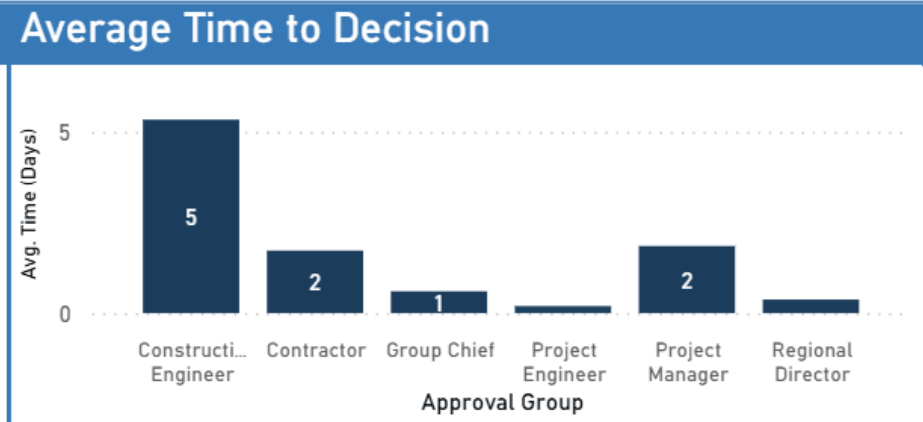 Average Time to Decision
Avg. Time (Days)
5
0
5
2
1
2
Constructi... Contractor Group Chief Project Project Regional
Engineer Engineer Manager Director
Approval Group